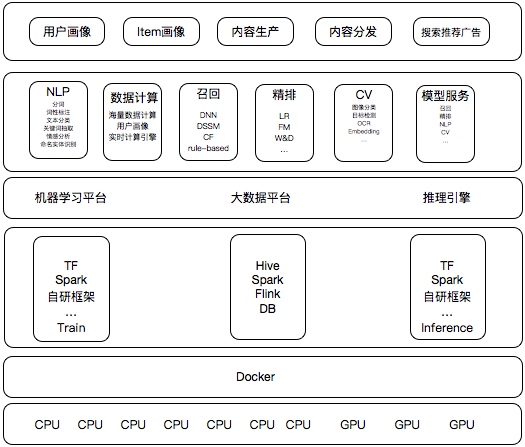 用户画像 Item画像 内容生产 内容分发 搜索推荐广告
NLP
分词
词性标注
文本分类
关键词抽取
情感分析
命名实体识别
数据计算
海量数据计算
用户画像
实时计算引擎
召回
DNN
DSSM
CF
rule-based
精排
LR
FM
W&D
...
CV
图像分类
目标检测
OCR
Embedding
...
模型服务
召回
精排
NLP
CV
...
机器学习平台 大数据平台 推理引擎
TF
Spark
自研框架
...
Train
Hive
Spark
Flink
DB
TF
Spark
自研框架
...
Inference
Docker
CPU CPU CPU CPU CPU CPU CPU GPU GPU GPU